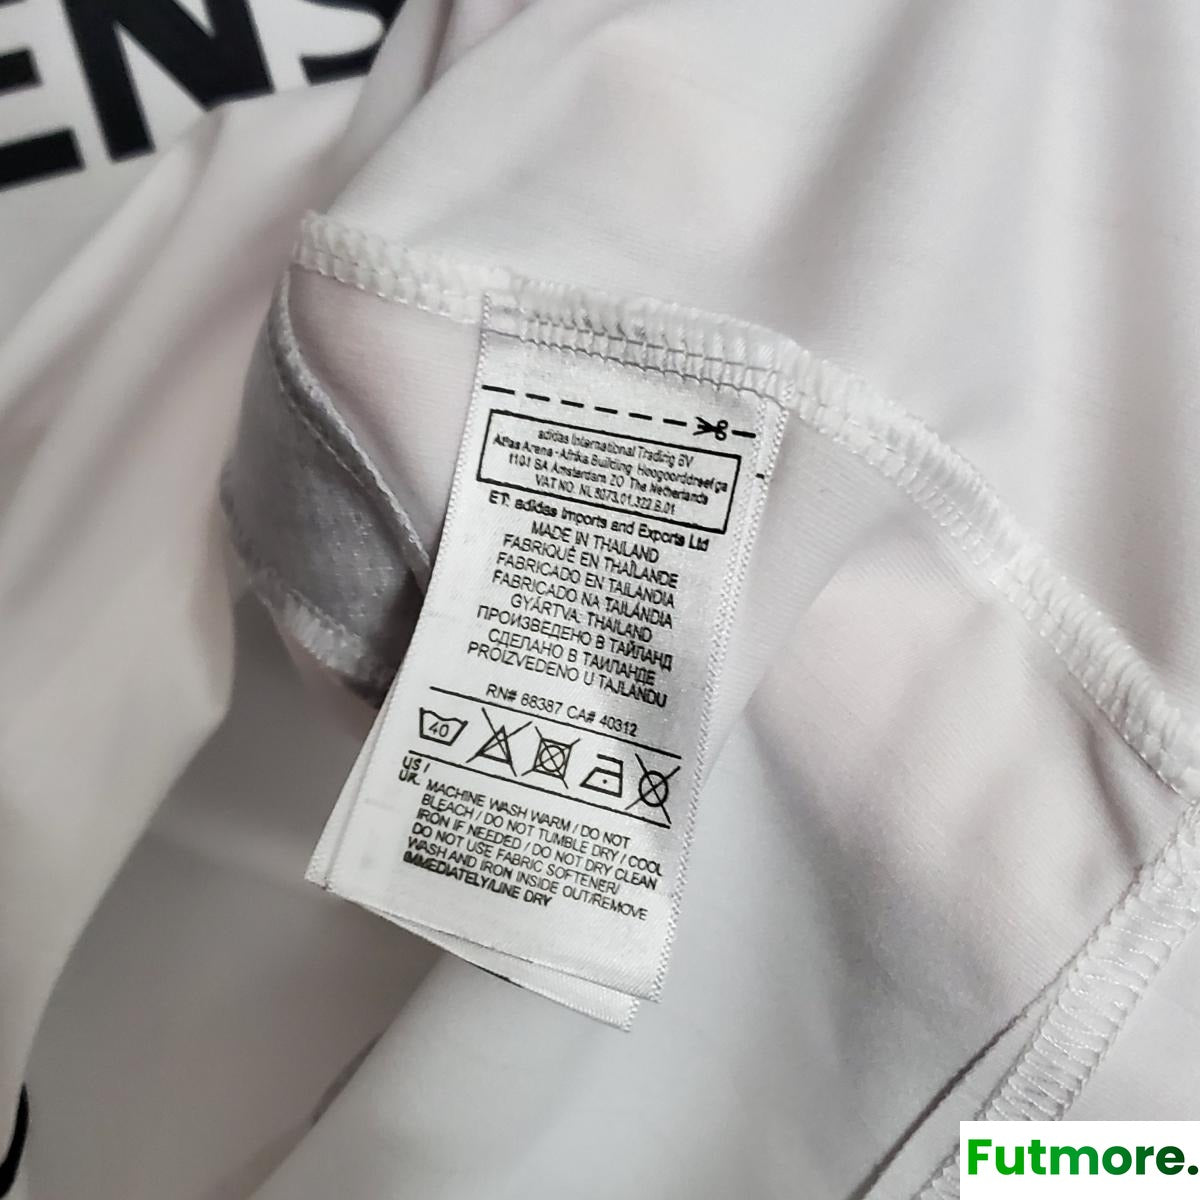 ENS
adidas International Trading BV
Atlas Arena - Afrika Building, Hoogoorddreef 9a
1101 BA Amsterdam ZO The Netherlands
VAT NO. NL 8073.01.322.B.01
ET: adidas Imports and Exports Ltd
MADE IN THAILAND
FABRIQUÉ EN THAÏLANDE
FABRICADO EN TAILANDIA
FABRICADO NA TAILÂNDIA
GYÁRTVA: THAILAND
ПРОИЗВЕДЕНО В ТАЙЛАНД
СДЕЛАНО В ТАИЛАНДЕ
PROIZVEDENO U TAJLANDU
RN# 88387 CA# 40312
40
US /
UK
MACHINE WASH WARM / DO NOT
BLEACH / DO NOT TUMBLE DRY / COOL
IRON IF NEEDED / DO NOT DRY CLEAN
DO NOT USE FABRIC SOFTENER/
WASH AND IRON INSIDE OUT/REMOVE
IMMEDIATELY/LINE DRY
Futmore.